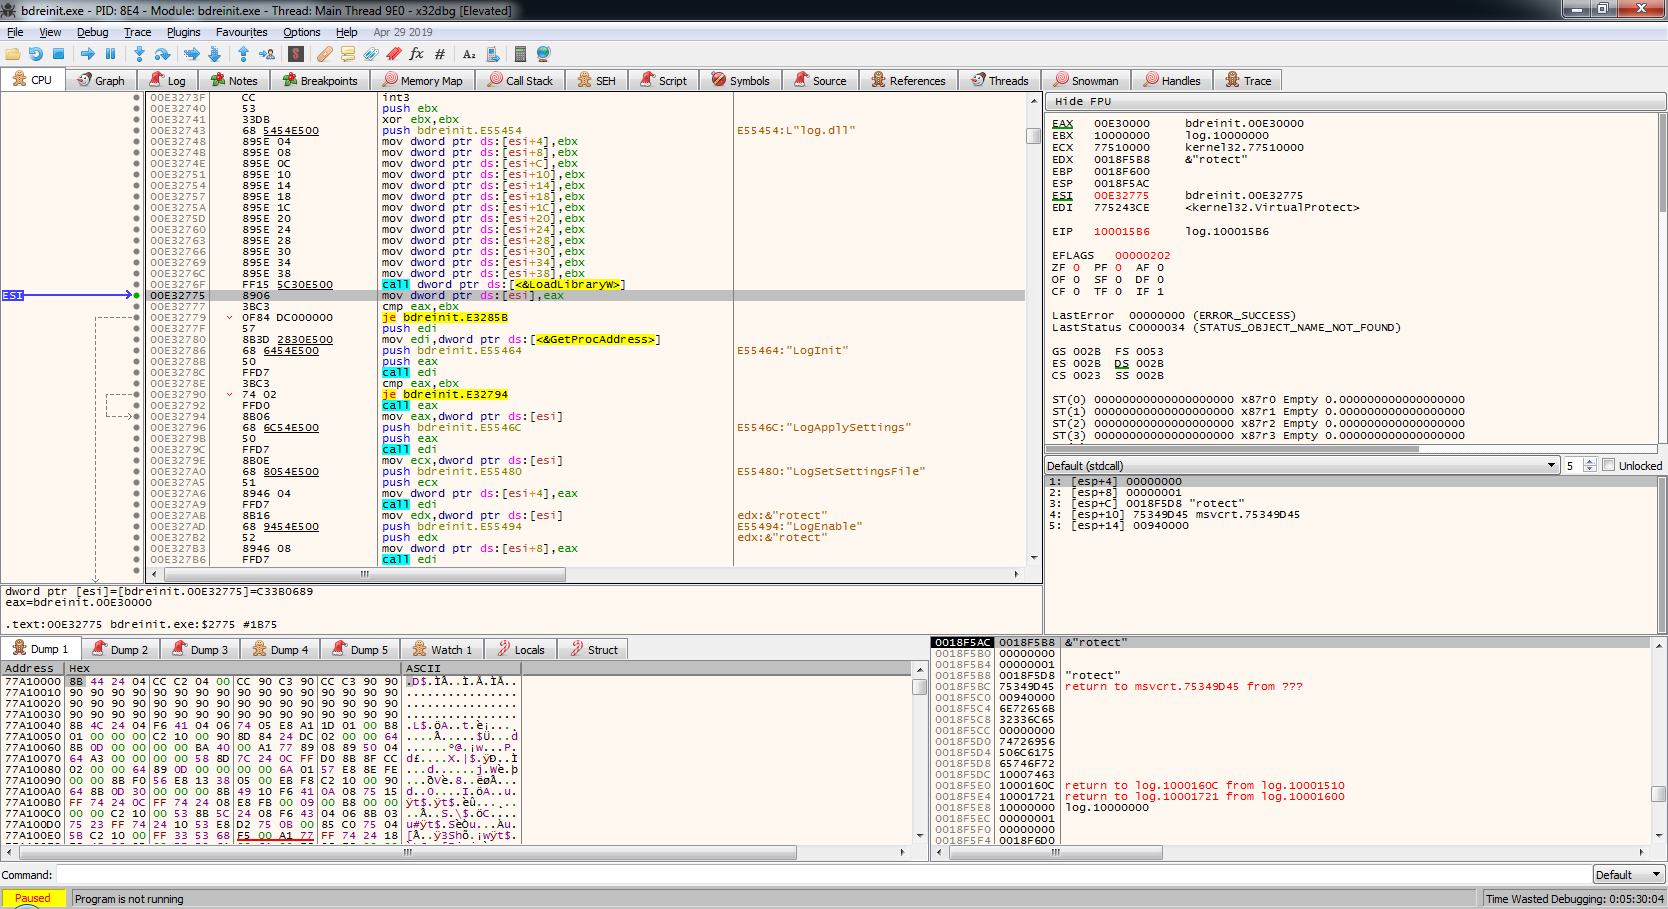 bdreinit.exe - PID: 8E4 - Module: bdreinit.exe - Thread: Main Thread 9E0 - x32dbg [Elevated]
File View Debug Trace Plugins Favourites Options Help Apr 29 2019
CPU Graph Log Notes Breakpoints Memory Map Call Stack SEH Script Symbols Source References Threads Snowman Handles Trace
00E3273F CC int3
00E32740 53 push ebx
00E32741 33DB xor ebx,ebx
00E32743 68 5454E500 push bdreinit.E55454 E55454:L"log.dll"
00E32748 895E 04 mov dword ptr ds:[esi+4],ebx
00E3274B 895E 08 mov dword ptr ds:[esi+8],ebx
00E3274E 895E 0C mov dword ptr ds:[esi+C],ebx
00E32751 895E 10 mov dword ptr ds:[esi+10],ebx
00E32754 895E 14 mov dword ptr ds:[esi+14],ebx
00E32757 895E 18 mov dword ptr ds:[esi+18],ebx
00E3275A 895E 1C mov dword ptr ds:[esi+1C],ebx
00E3275D 895E 20 mov dword ptr ds:[esi+20],ebx
00E32760 895E 24 mov dword ptr ds:[esi+24],ebx
00E32763 895E 28 mov dword ptr ds:[esi+28],ebx
00E32766 895E 30 mov dword ptr ds:[esi+30],ebx
00E32769 895E 34 mov dword ptr ds:[esi+34],ebx
00E3276C 895E 38 mov dword ptr ds:[esi+38],ebx
00E3276F FF15 5C30E500 call dword ptr ds:[<&LoadLibraryW>]
ESI 00E32775 8906 mov dword ptr ds:[esi],eax
00E32777 3BC3 cmp eax,ebx
00E32779 0F84 DC000000 je bdreinit.E3285B
00E3277F 57 push edi
00E32780 8B3D 2830E500 mov edi,dword ptr ds:[<&GetProcAddress>]
00E32786 68 6454E500 push bdreinit.E55464 E55464:"LogInit"
00E3278B 50 push eax
00E3278C FFD7 call edi
00E3278E 3BC3 cmp eax,ebx
00E32790 74 02 je bdreinit.E32794
00E32792 FFD0 call eax
00E32794 8B06 mov eax,dword ptr ds:[esi]
00E32796 68 6C54E500 push bdreinit.E5546C E5546C:"LogApplySettings"
00E3279B 50 push eax
00E3279C FFD7 call edi
00E3279E 8B0E mov ecx,dword ptr ds:[esi]
00E327A0 68 8054E500 push bdreinit.E55480 E55480:"LogSetSettingsFile"
00E327A5 51 push ecx
00E327A6 8946 04 mov dword ptr ds:[esi+4],eax
00E327A9 FFD7 call edi
00E327AB 8B16 mov edx,dword ptr ds:[esi] edx:&"rotect"
00E327AD 68 9454E500 push bdreinit.E55494 E55494:"LogEnable"
00E327B2 52 push edx edx:&"rotect"
00E327B3 8946 08 mov dword ptr ds:[esi+8],eax
00E327B6 FFD7 call edi
dword ptr [esi]=[bdreinit.00E32775]=C33B0689
eax=bdreinit.00E30000
.text:00E32775 bdreinit.exe:$2775 #1B75
Hide FPU
EAX 00E30000 bdreinit.00E30000
EBX 10000000 log.10000000
ECX 77510000 kernel32.77510000
EDX 0018F5B8 &"rotect"
EBP 0018F600
ESP 0018F5AC
ESI 00E32775 bdreinit.00E32775
EDI 775243CE <kernel32.VirtualProtect>
EIP 100015B6 log.100015B6
EFLAGS 00000202
ZF 0 PF 0 AF 0
OF 0 SF 0 DF 0
CF 0 TF 0 IF 1
LastError 00000000 (ERROR_SUCCESS)
LastStatus C0000034 (STATUS_OBJECT_NAME_NOT_FOUND)
GS 002B FS 0053
ES 002B DS 002B
CS 0023 SS 002B
ST(0) 00000000000000000000 x87r0 Empty 0.000000000000000000
ST(1) 00000000000000000000 x87r1 Empty 0.000000000000000000
ST(2) 00000000000000000000 x87r2 Empty 0.000000000000000000
ST(3) 00000000000000000000 x87r3 Empty 0.000000000000000000
Default (stdcall) 5 Unlocked
1: [esp+4] 00000000
2: [esp+8] 00000001
3: [esp+C] 0018F5D8 "rotect"
4: [esp+10] 75349D45 msvcrt.75349D45
5: [esp+14] 00940000
Dump 1 Dump 2 Dump 3 Dump 4 Dump 5 Watch 1 Locals Struct
Address Hex ASCII
77A10000 8B 44 24 04 CC C2 04 00 CC 90 C3 90 CC C3 90 90
77A10010 90 90 90 90 90 90 90 90 90 90 90 90 90 90 90 90
77A10020 90 90 90 90 90 90 90 90 90 90 90 90 90 90 90 90
77A10030 90 90 90 90 90 90 90 90 90 90 90 90 90 90 90 90
77A10040 8B 4C 24 04 F6 41 04 06 74 05 E8 A1 1D 01 00 B8
77A10050 01 00 00 00 C2 10 00 90 8D 84 24 DC 02 00 00 64
77A10060 8B 0D 00 00 00 00 BA 40 00 A1 77 89 08 89 50 04
77A10070 64 A3 00 00 00 00 58 8D 7C 24 0C FF D0 8B 8F CC
77A10080 02 00 00 64 89 0D 00 00 00 00 6A 01 57 E8 8E FE
77A10090 00 00 8B F0 56 E8 13 38 05 00 EB F8 C2 10 00 90
77A100A0 64 8B 0D 30 00 00 00 8B 49 10 F6 41 0A 08 75 15
77A100B0 FF 74 24 0C FF 74 24 08 E8 FB 00 09 00 B8 00 00
77A100C0 00 00 C2 10 00 53 8B 5C 24 08 F6 43 04 06 8B 03
77A100D0 75 23 FF 74 24 10 53 E8 D2 75 0B 00 85 C0 75 04
77A100E0 5B C2 10 00 FF 33 53 68 F5 00 A1 77 FF 74 24 18
0018F5AC 0018F5B8 &"rotect"
0018F5B0 00000000
0018F5B4 00000001
0018F5B8 0018F5D8 "rotect"
0018F5BC 75349D45 return to msvcrt.75349D45 from ???
0018F5C0 00940000
0018F5C4 6E72656B
0018F5C8 32336C65
0018F5CC 00000000
0018F5D0 74726956
0018F5D4 506C6175
0018F5D8 65746F72
0018F5DC 10007463
0018F5E0 1000160C return to log.1000160C from log.10001510
0018F5E4 10001721 return to log.10001721 from log.10001600
0018F5E8 10000000 log.10000000
0018F5EC 00000001
0018F5F0 00000000
0018F5F4 0018F6D0
Command: Default
Paused Program is not running Time Wasted Debugging: 0:05:30:04